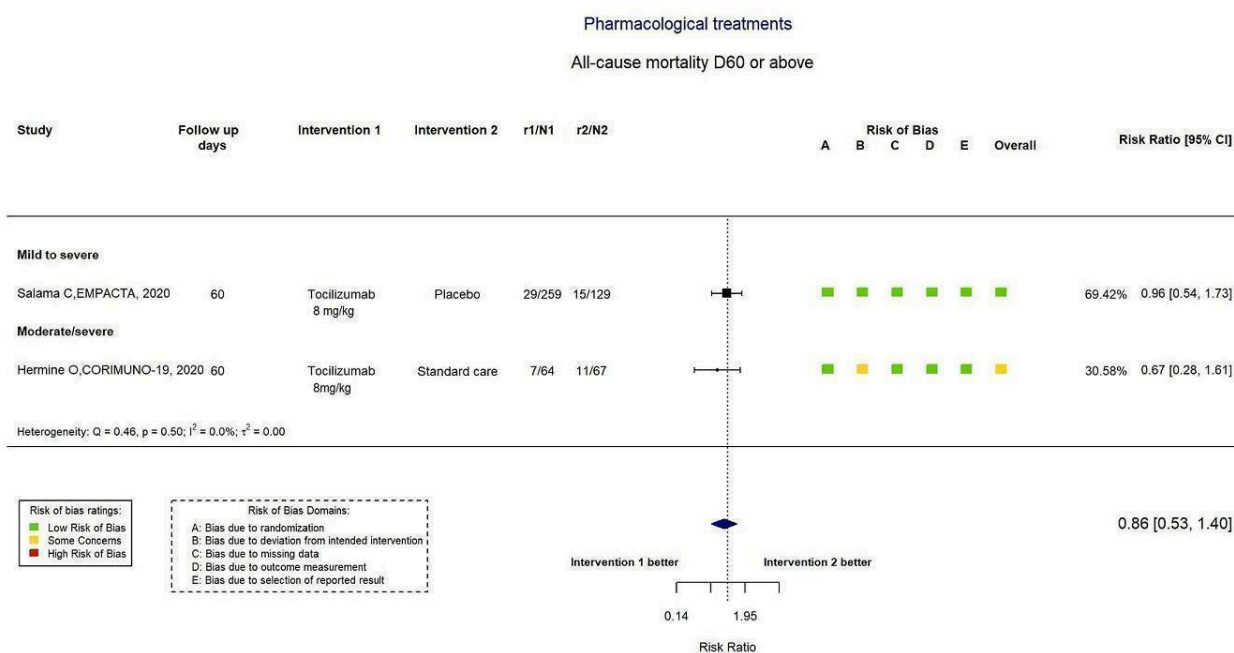 Pharmacological treatments
All-cause mortality D60 or above
Study Follow up days Intervention 1 Intervention 2 r1/N1 r2/N2 Risk of Bias A B C D E Overall Risk Ratio [95% CI]
Mild to severe
Salama C,EMPACTA, 2020 60 Tocilizumab 8 mg/kg Placebo 29/259 15/129 69.42% 0.96 [0.54, 1.73]
Moderate/severe
Hermine O,CORIMUNO-19, 2020 60 Tocilizumab 8mg/kg Standard care 7/64 11/67 30.58% 0.67 [0.28, 1.61]
Heterogeneity: Q = 0.46, p = 0.50; I² = 0.0%; τ² = 0.00
Risk of bias ratings:
Low Risk of Bias
Some Concerns
High Risk of Bias
Risk of Bias Domains:
A: Bias due to randomization
B: Bias due to deviation from intended intervention
C: Bias due to missing data
D: Bias due to outcome measurement
E: Bias due to selection of reported result
0.86 [0.53, 1.40]
Intervention 1 better Intervention 2 better
0.14 1.95
Risk Ratio